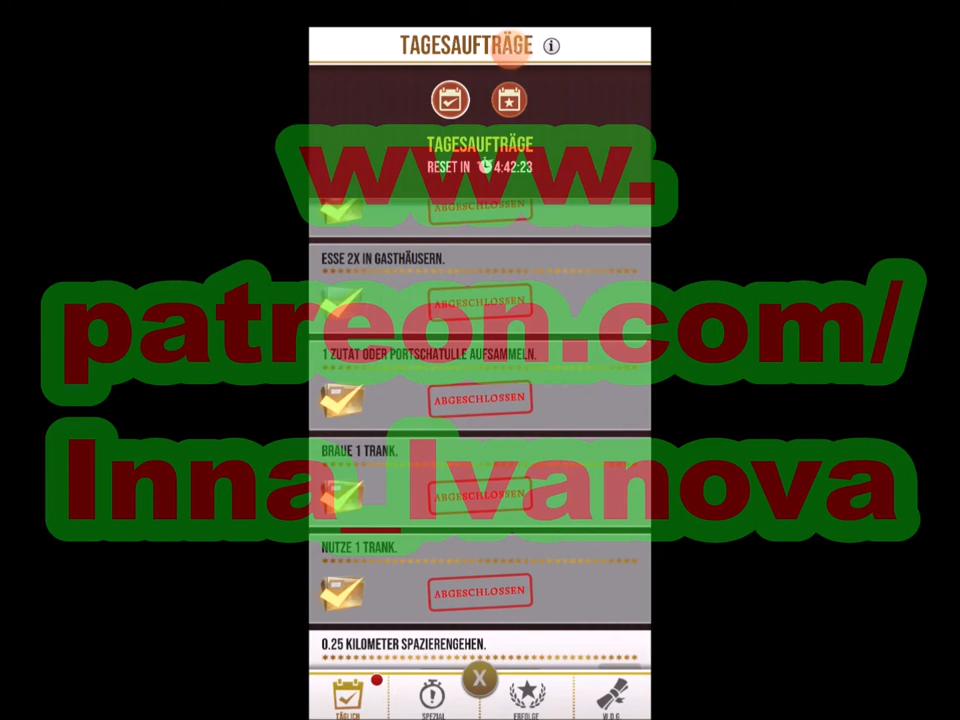 TAGESAUFTRÄGE
TAGESAUFTRÄGE
RESET IN 4:42:23
www.
ABGESCHLOSSEN
ESSE 2X IN GASTHÄUSERN.
ABGESCHLOSSEN
patreon.com/
1 ZUTAT ODER PORTSCHATULLE AUFSAMMELN.
ABGESCHLOSSEN
BRAUE 1 TRANK.
ABGESCHLOSSEN
Inna_Ivanova
NUTZE 1 TRANK.
ABGESCHLOSSEN
0.25 KILOMETER SPAZIERENGEHEN.
X
TÄGLICH SPEZIAL ERFOLGE V.I.D.G.